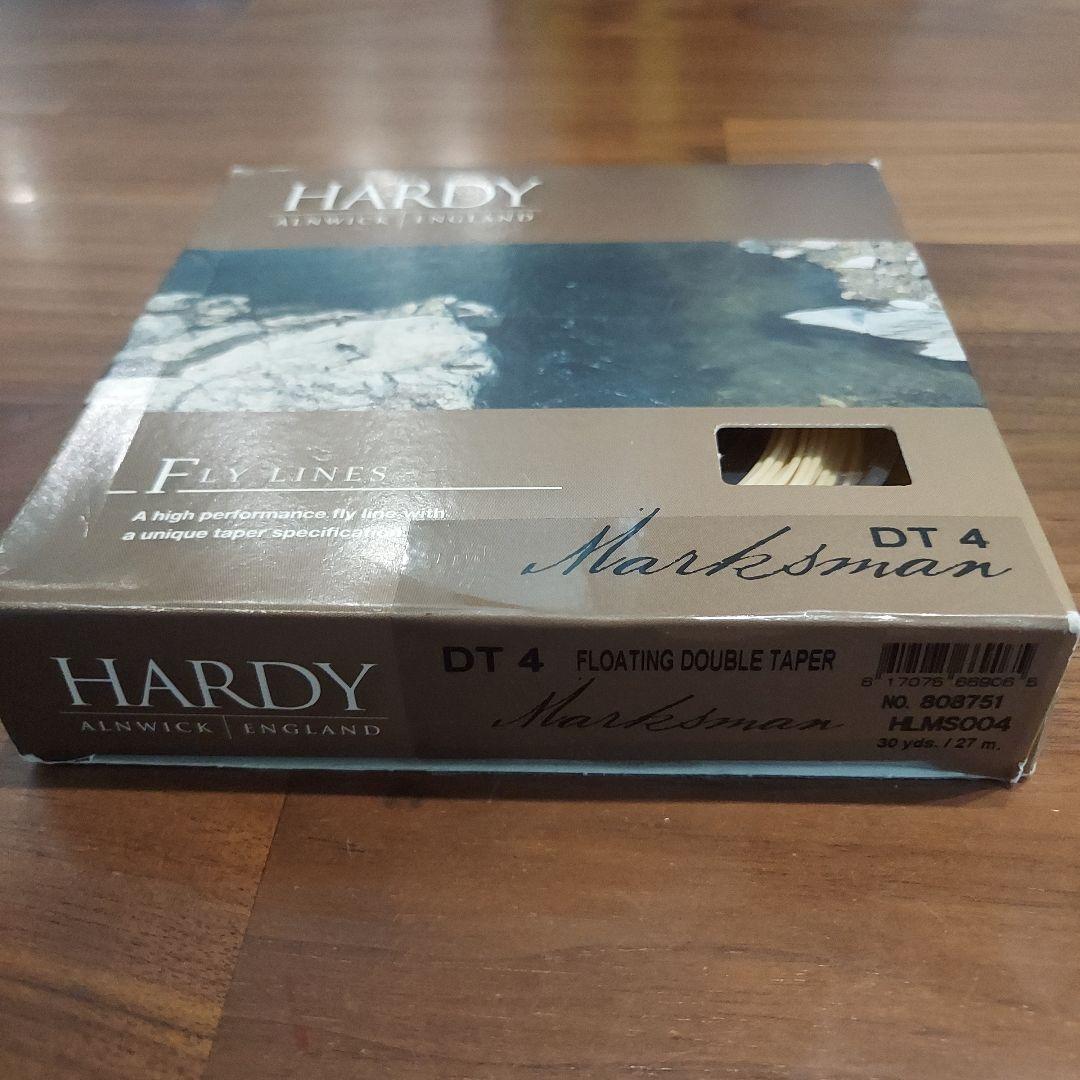 HARDY
ALNWICK | ENGLAND
FLY LINES
A high performance fly line with
a unique taper specification
DT 4
Marksman
HARDY
ALNWICK | ENGLAND
DT 4 FLOATING DOUBLE TAPER
Marksman
NO. 808751
HLMS004
30 yds. / 27 m.